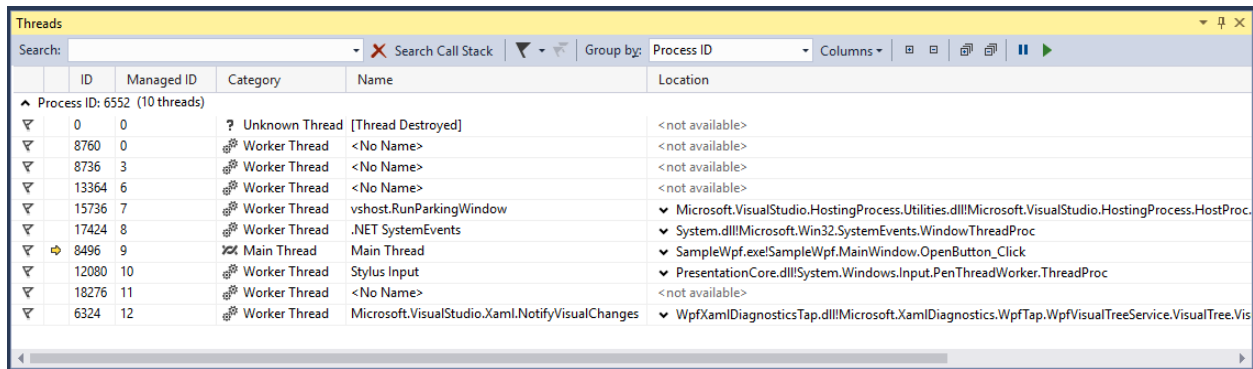 Threads
Search: Search Call Stack Group by: Process ID Columns
ID Managed ID Category Name Location
Process ID: 6552 (10 threads)
0 0 ? Unknown Thread [Thread Destroyed] <not available>
8760 0 Worker Thread <No Name> <not available>
8736 3 Worker Thread <No Name> <not available>
13364 6 Worker Thread <No Name> <not available>
15736 7 Worker Thread vshost.RunParkingWindow Microsoft.VisualStudio.HostingProcess.Utilities.dll!Microsoft.VisualStudio.HostingProcess.HostProc.
17424 8 Worker Thread .NET SystemEvents System.dll!Microsoft.Win32.SystemEvents.WindowThreadProc
8496 9 Main Thread Main Thread SampleWpf.exe!SampleWpf.MainWindow.OpenButton_Click
12080 10 Worker Thread Stylus Input PresentationCore.dll!System.Windows.Input.PenThreadWorker.ThreadProc
18276 11 Worker Thread <No Name> <not available>
6324 12 Worker Thread Microsoft.VisualStudio.Xaml.NotifyVisualChanges WpfXamlDiagnosticsTap.dll!Microsoft.XamlDiagnostics.WpfTap.WpfVisualTreeService.VisualTree.Vis